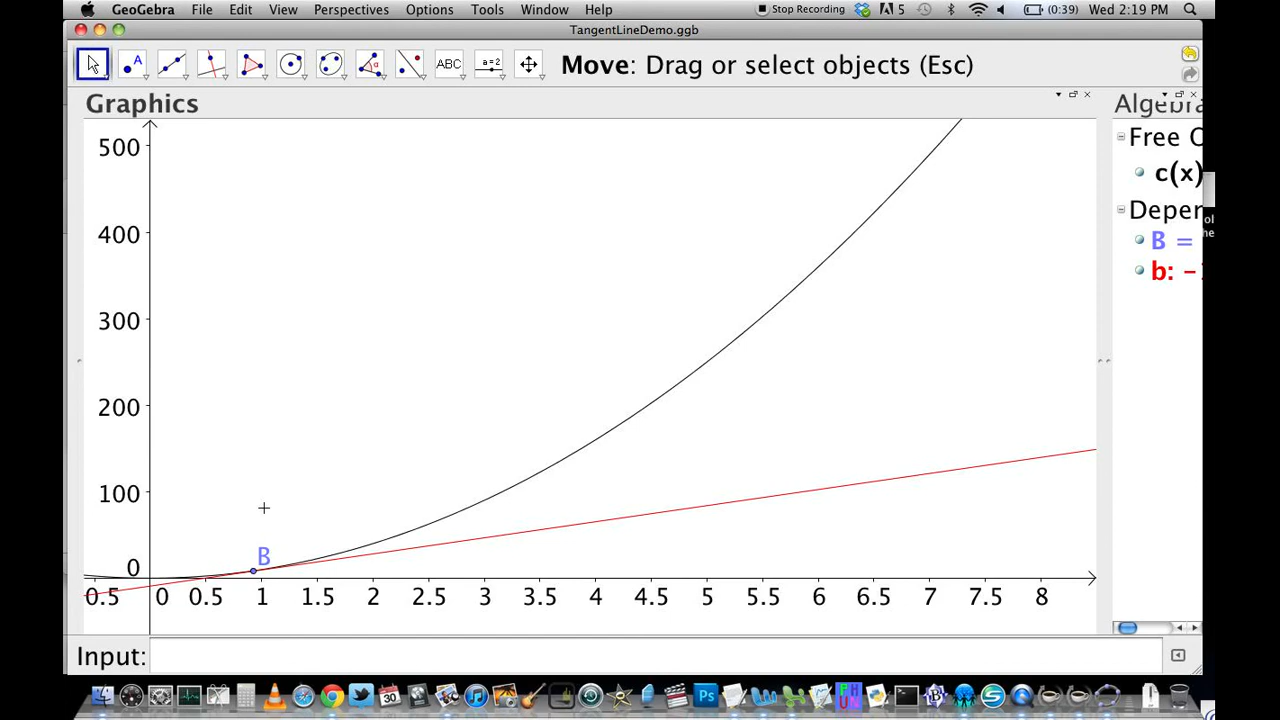 GeoGebra File Edit View Perspectives Options Tools Window Help Stop Recording 5 (0:39) Wed 2:19 PM
TangentLineDemo.ggb
ABC a=2 Move: Drag or select objects (Esc)
Graphics
Algebra
500
Free O
c(x)
Depen
400
B =
b: -
300
200
100
B
0
0.5 0 0.5 1 1.5 2 2.5 3 3.5 4 4.5 5 5.5 6 6.5 7 7.5 8
Input: